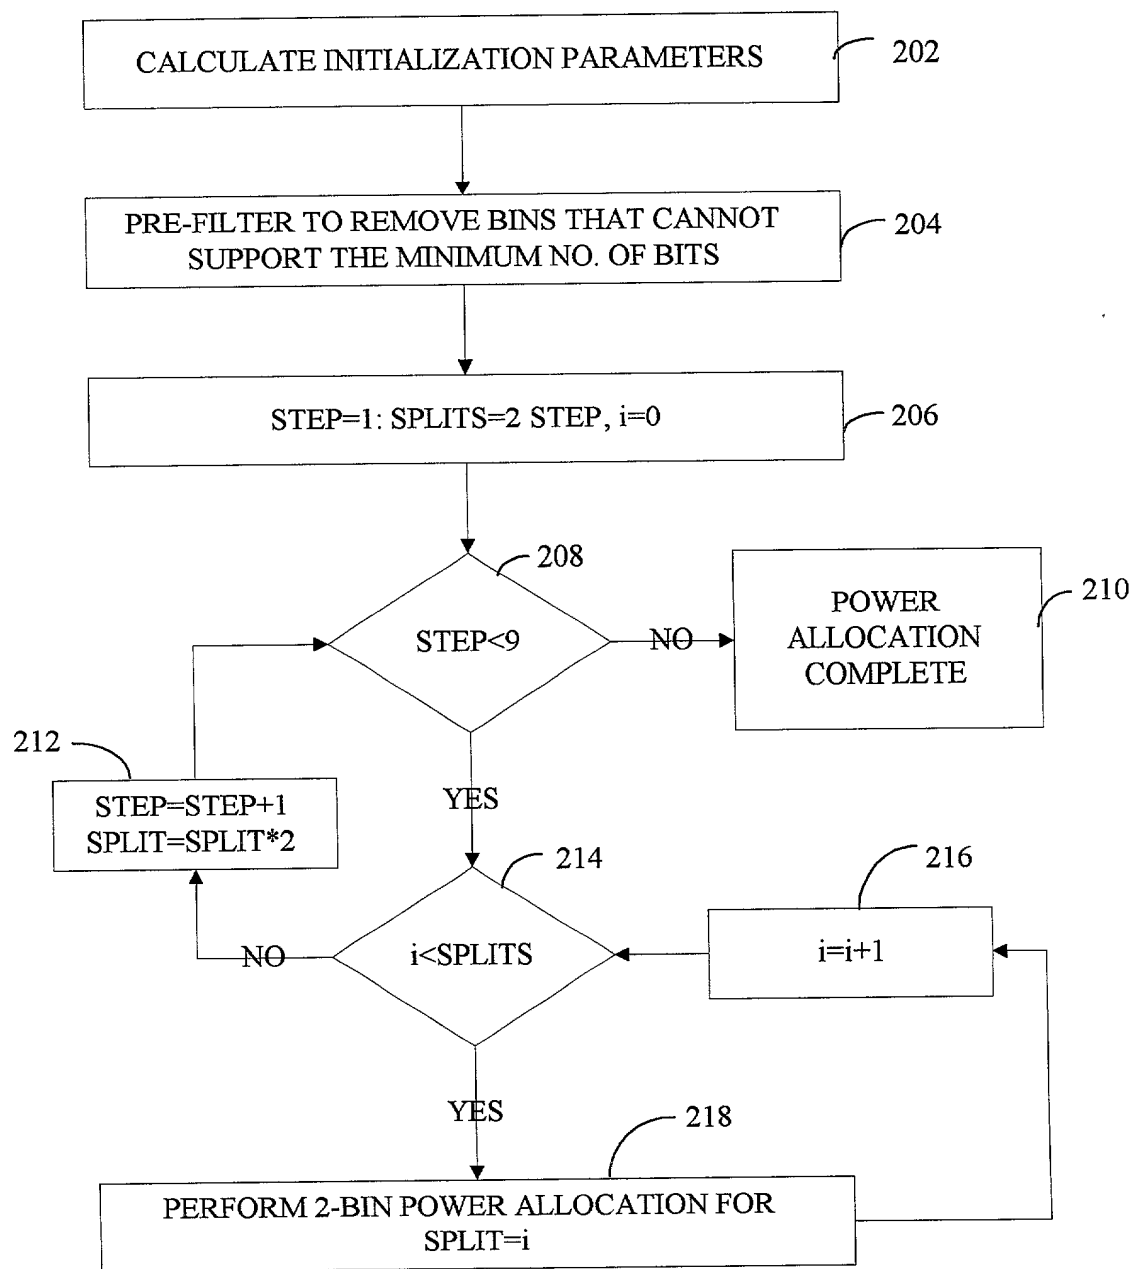 CALCULATE INITIALIZATION PARAMETERS
202
PRE-FILTER TO REMOVE BINS THAT CANNOT
SUPPORT THE MINIMUM NO. OF BITS
204
STEP=1: SPLITS=2 STEP, i=0
206
208
STEP<9
NO
POWER
ALLOCATION
COMPLETE
210
212
STEP=STEP+1
SPLIT=SPLIT*2
YES
214
i<SPLITS
NO
216
i=i+1
YES
218
PERFORM 2-BIN POWER ALLOCATION FOR
SPLIT=i